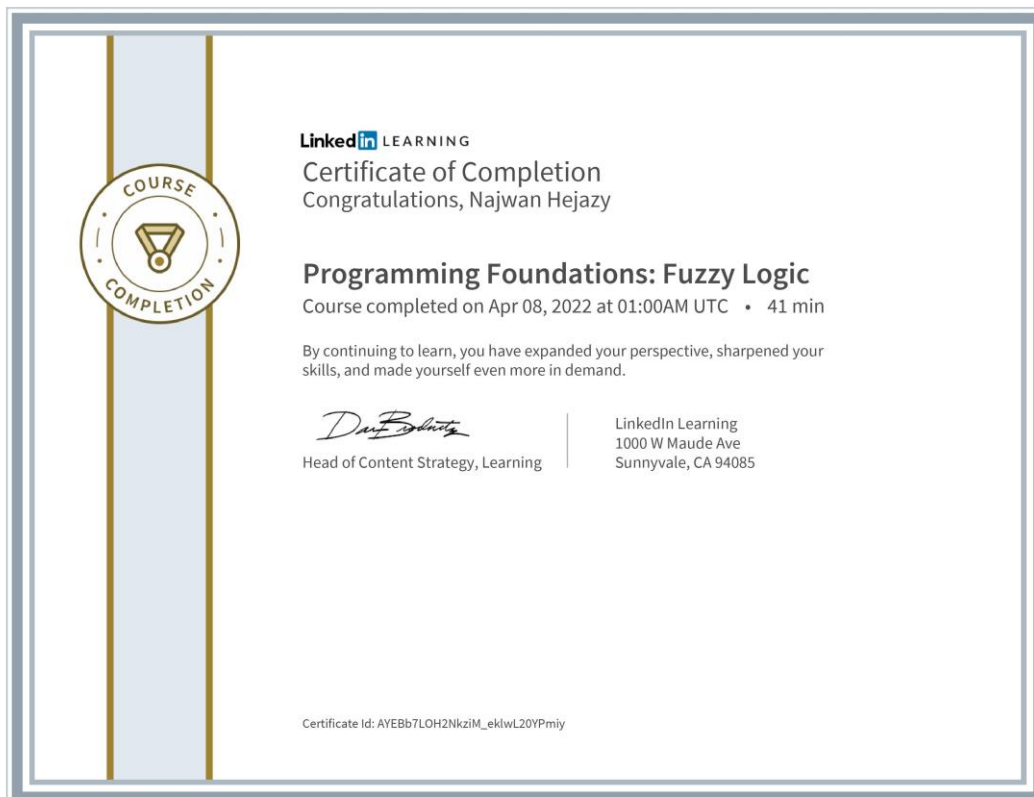 COURSE
COMPLETION
Linked in LEARNING
Certificate of Completion
Congratulations, Najwan Hejazy
Programming Foundations: Fuzzy Logic
Course completed on Apr 08, 2022 at 01:00AM UTC • 41 min
By continuing to learn, you have expanded your perspective, sharpened your
skills, and made yourself even more in demand.
Head of Content Strategy, Learning
LinkedIn Learning
1000 W Maude Ave
Sunnyvale, CA 94085
Certificate Id: AYEBb7LOH2NkziM_eklwL20YPmiy